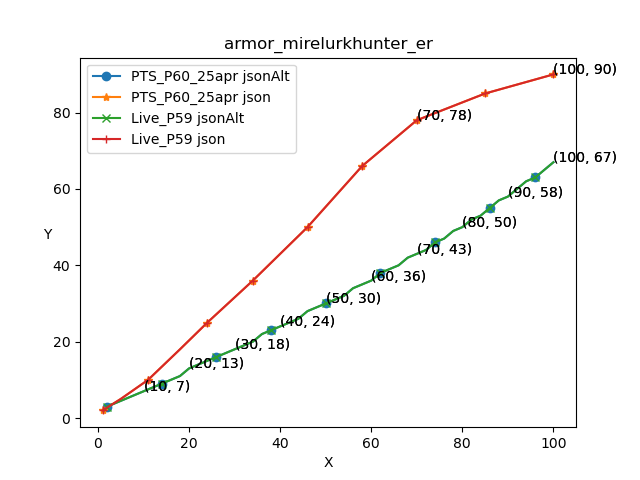 armor_mirelurkhunter_er
PTS_P60_25apr jsonAlt
PTS_P60_25apr json
Live_P59 jsonAlt
Live_P59 json
(100, 90)
(70, 78)
(100, 67)
(90, 58)
(80, 50)
(70, 43)
(60, 36)
(50, 30)
(40, 24)
(30, 18)
(20, 13)
(10, 7)
80
60
40
20
0
Y
0 20 40 60 80 100
X